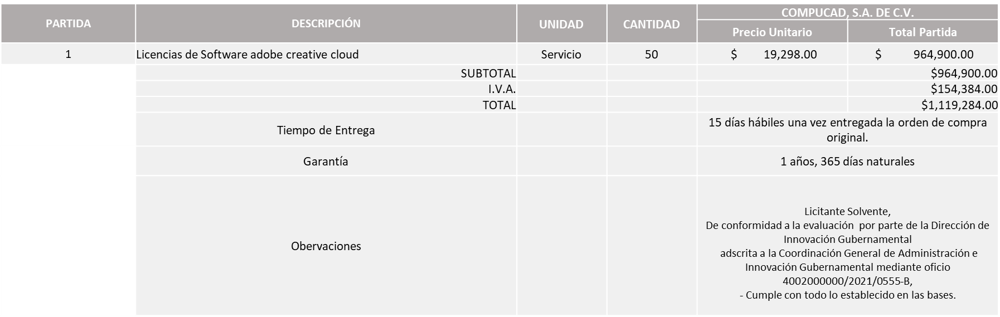 PARTIDA DESCRIPCIÓN UNIDAD CANTIDAD COMPUCAD, S.A. DE C.V.
Precio Unitario Total Partida
1 Licencias de Software adobe creative cloud Servicio 50 $ 19,298.00 $ 964,900.00
SUBTOTAL $964,900.00
I.V.A. $154,384.00
TOTAL $1,119,284.00
Tiempo de Entrega 15 días hábiles una vez entregada la orden de compra
original.
Garantía 1 años, 365 días naturales
Obervaciones
Licitante Solvente,
De conformidad a la evaluación por parte de la Dirección de
Innovación Gubernamental
adscrita a la Coordinación General de Administración e
Innovación Gubernamental mediante oficio
4002000000/2021/0555-B,
- Cumple con todo lo establecido en las bases.